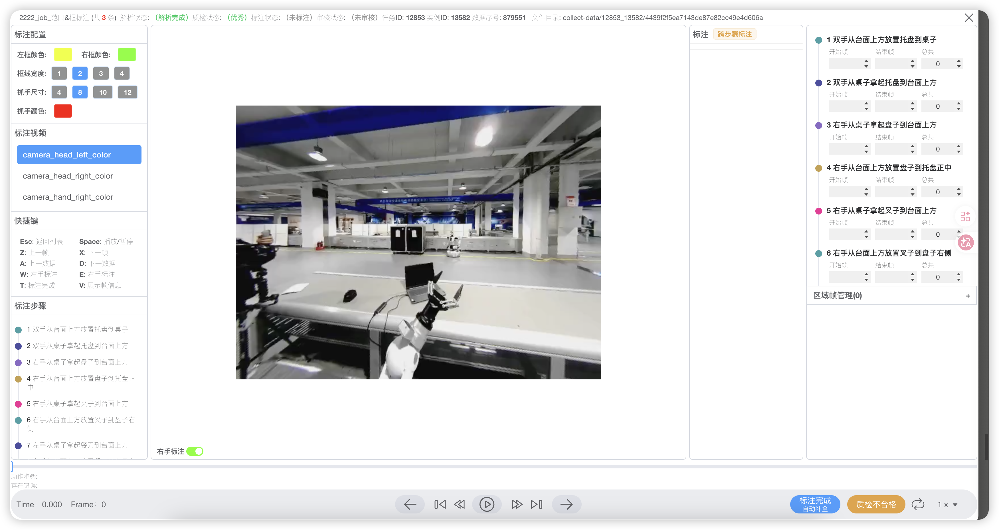 2222_job_范围&框标注 (共 3 条) 解析状态: （解析完成） 质检状态: （优秀） 标注状态: （未标注） 审核状态: （未审核） 任务ID: 12853 实例ID: 13582 数据序号: 879551 文件目录: collect-data/12853_13582/4439f2f5ea7143de87e82cc49e4d606a
标注配置
左框颜色: 右框颜色:
框线宽度: 1 2 3 4
抓手尺寸: 4 8 10 12
抓手颜色:
标注视频
camera_head_left_color
camera_head_right_color
camera_hand_right_color
快捷键
Esc: 返回列表 Space: 播放/暂停
Z: 上一帧 X: 下一帧
A: 上一数据 D: 下一数据
W: 左手标注 E: 右手标注
T: 标注完成 V: 展示帧信息
标注步骤
1 双手从台面上方放置托盘到桌子
2 双手从桌子拿起托盘到台面上方
3 右手从桌子拿起盘子到台面上方
4 右手从台面上方放置盘子到托盘正
中
5 右手从桌子拿起叉子到台面上方
6 右手从台面上方放置叉子到盘子右
侧
7 左手从桌子拿起餐刀到台面上方
右手标注
标注 跨步骤标注
1 双手从台面上方放置托盘到桌子
开始帧 结束帧 总共
0
2 双手从桌子拿起托盘到台面上方
开始帧 结束帧 总共
0
3 右手从桌子拿起盘子到台面上方
开始帧 结束帧 总共
0
4 右手从台面上方放置盘子到托盘正中
开始帧 结束帧 总共
0
5 右手从桌子拿起叉子到台面上方
开始帧 结束帧 总共
0
6 右手从台面上方放置叉子到盘子右侧
开始帧 结束帧 总共
0
区域帧管理(0) +
动作步骤:
存在错误:
Time: 0.000 Frame: 0
标注完成
自动补全
质检不合格
1 x